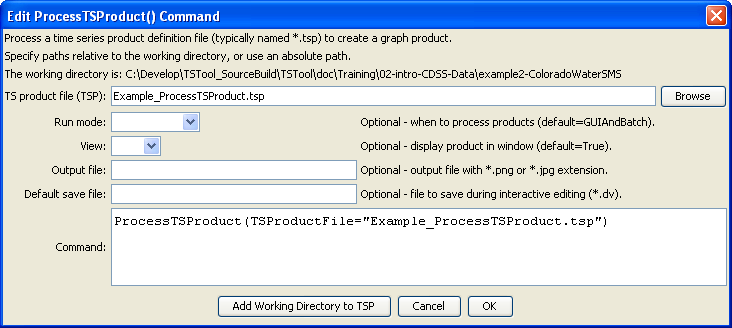 Edit ProcessTSProduct() Command
Process a time series product definition file (typically named *.tsp) to create a graph product.
Specify paths relative to the working directory, or use an absolute path.
The working directory is: C:\Develop\TSTool_SourceBuild\TSTool\doc\Training\02-intro-CDSS-Data\example2-ColoradoWaterSMS
TS product file (TSP): Example_ProcessTSProduct.tsp Browse
Run mode: Optional - when to process products (default=GUIAndBatch).
View: Optional - display product in window (default=True).
Output file: Optional - output file with *.png or *.jpg extension.
Default save file: Optional - file to save during interactive editing (*.dv).
Command: ProcessTSProduct(TSProductFile="Example_ProcessTSProduct.tsp")
Add Working Directory to TSP Cancel OK